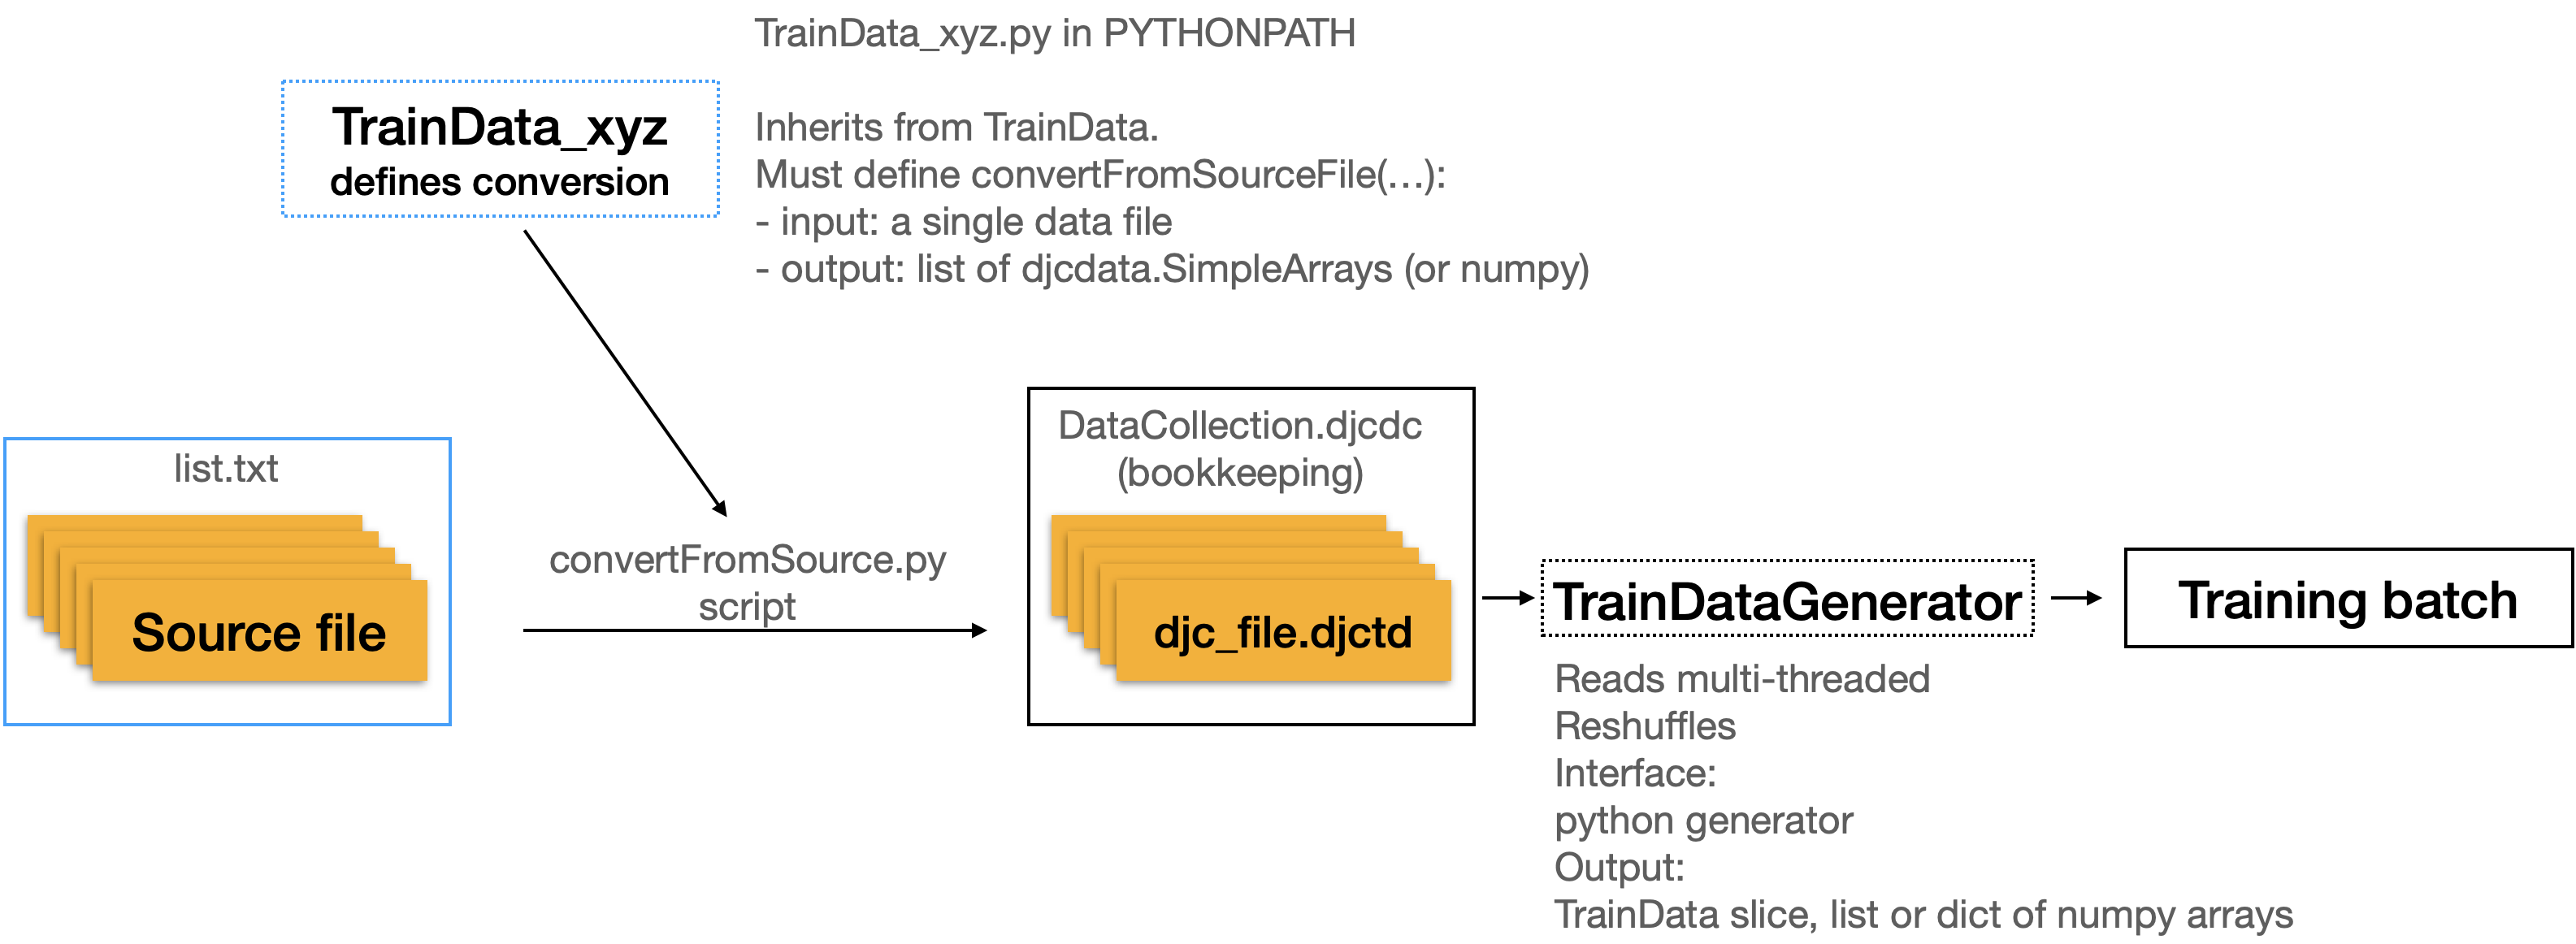 TrainData_xyz.py in PYTHONPATH
TrainData_xyz
defines conversion
Inherits from TrainData.
Must define convertFromSourceFile(…):
- input: a single data file
- output: list of djcdata.SimpleArrays (or numpy)
list.txt
Source file
convertFromSource.py
script
DataCollection.djcdc
(bookkeeping)
djc_file.djctd
TrainDataGenerator
Training batch
Reads multi-threaded
Reshuffles
Interface:
python generator
Output:
TrainData slice, list or dict of numpy arrays